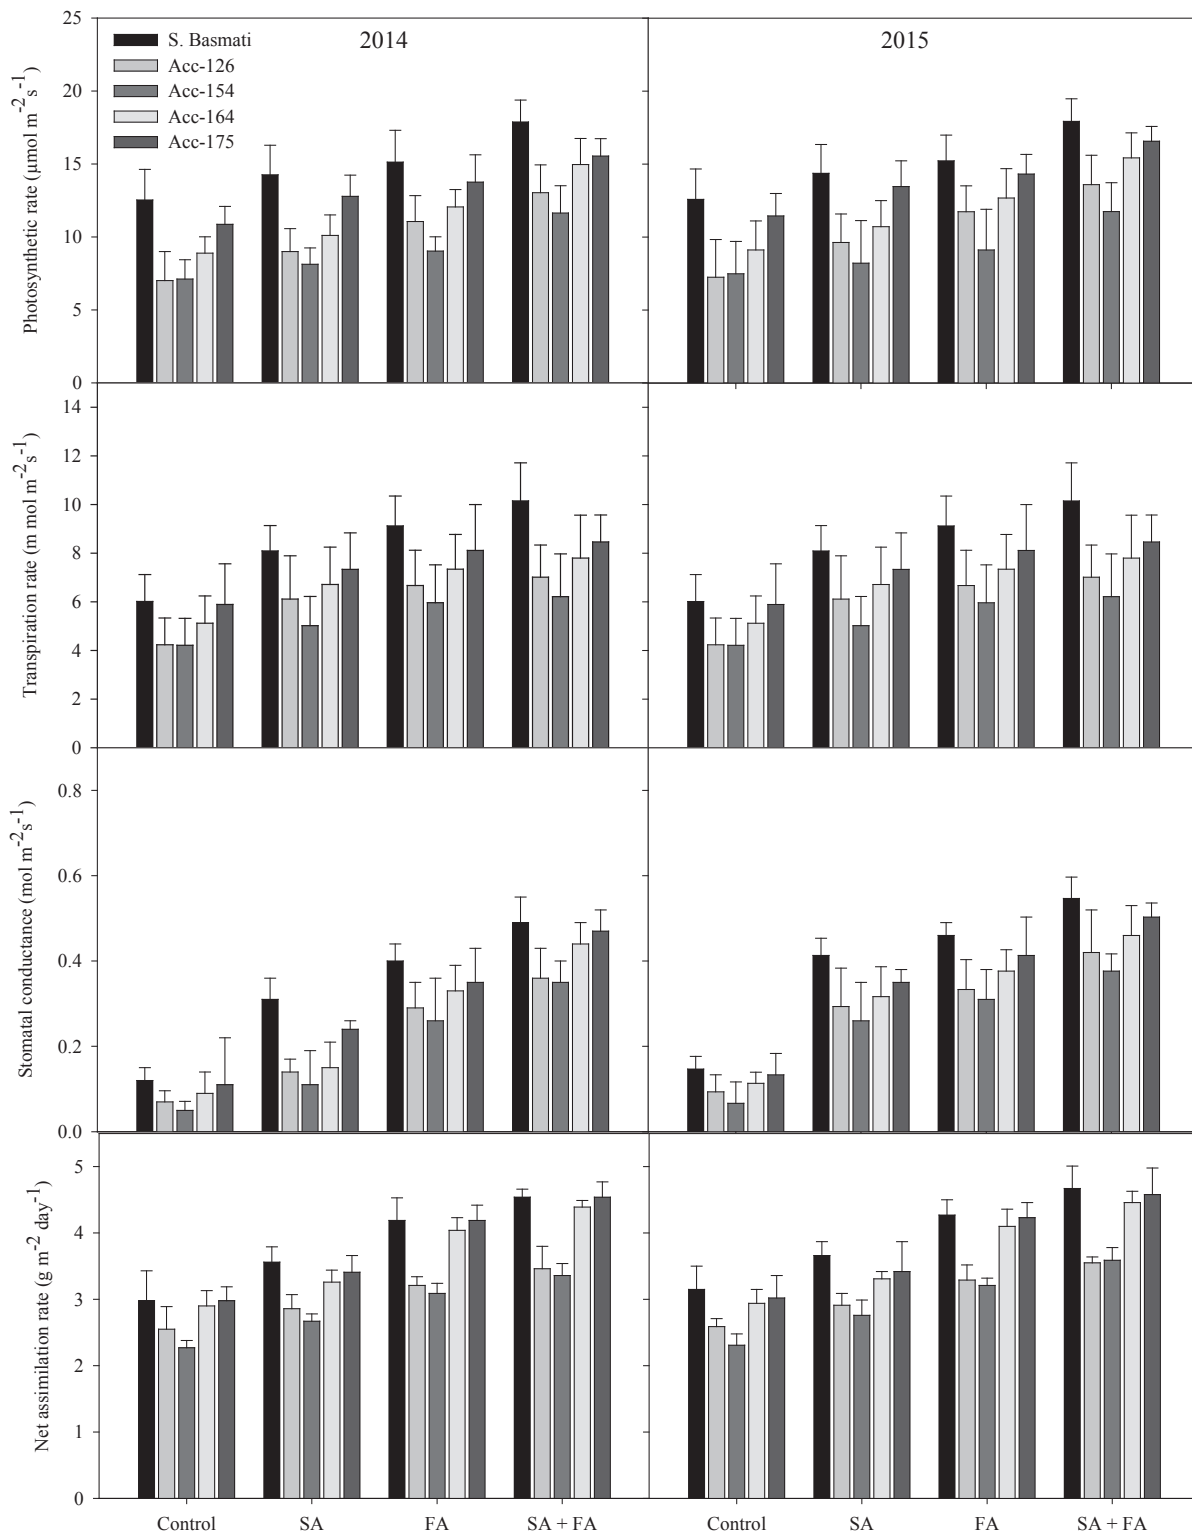 2014
2015
S. Basmati
Acc-126
Acc-154
Acc-164
Acc-175
Photosynthetic rate (µmol m⁻²s⁻¹)
25
20
15
10
5
0
Transpiration rate (m mol m⁻²s⁻¹)
14
12
10
8
6
4
2
0
Stomatal conductance (mol m⁻²s⁻¹)
0.8
0.6
0.4
0.2
0.0
Net assimilation rate (g m⁻² day⁻¹)
5
4
3
2
1
0
Control SA FA SA + FA Control SA FA SA + FA